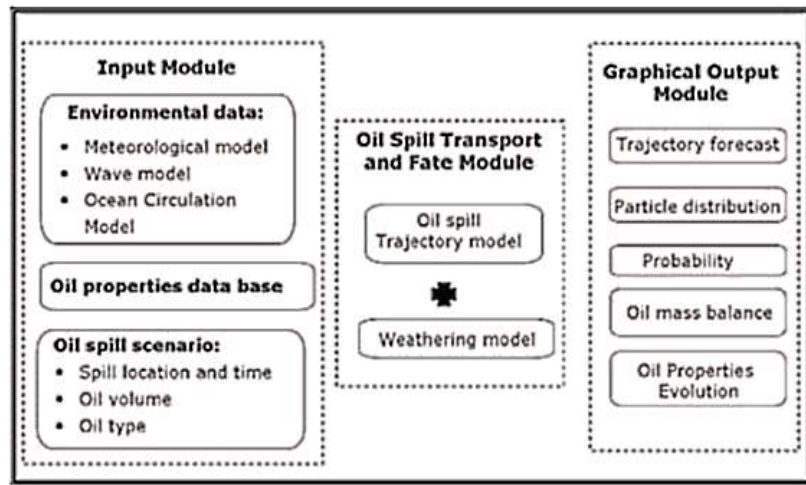 Input Module
Environmental data:
• Meteorological model
• Wave model
• Ocean Circulation
Model
Oil properties data base
Oil spill scenario:
• Spill location and time
• Oil volume
• Oil type
Oil Spill Transport
and Fate Module
Oil spill
Trajectory model
Weathering model
Graphical Output
Module
Trajectory forecast
Particle distribution
Probability
Oil mass balance
Oil Properties
Evolution